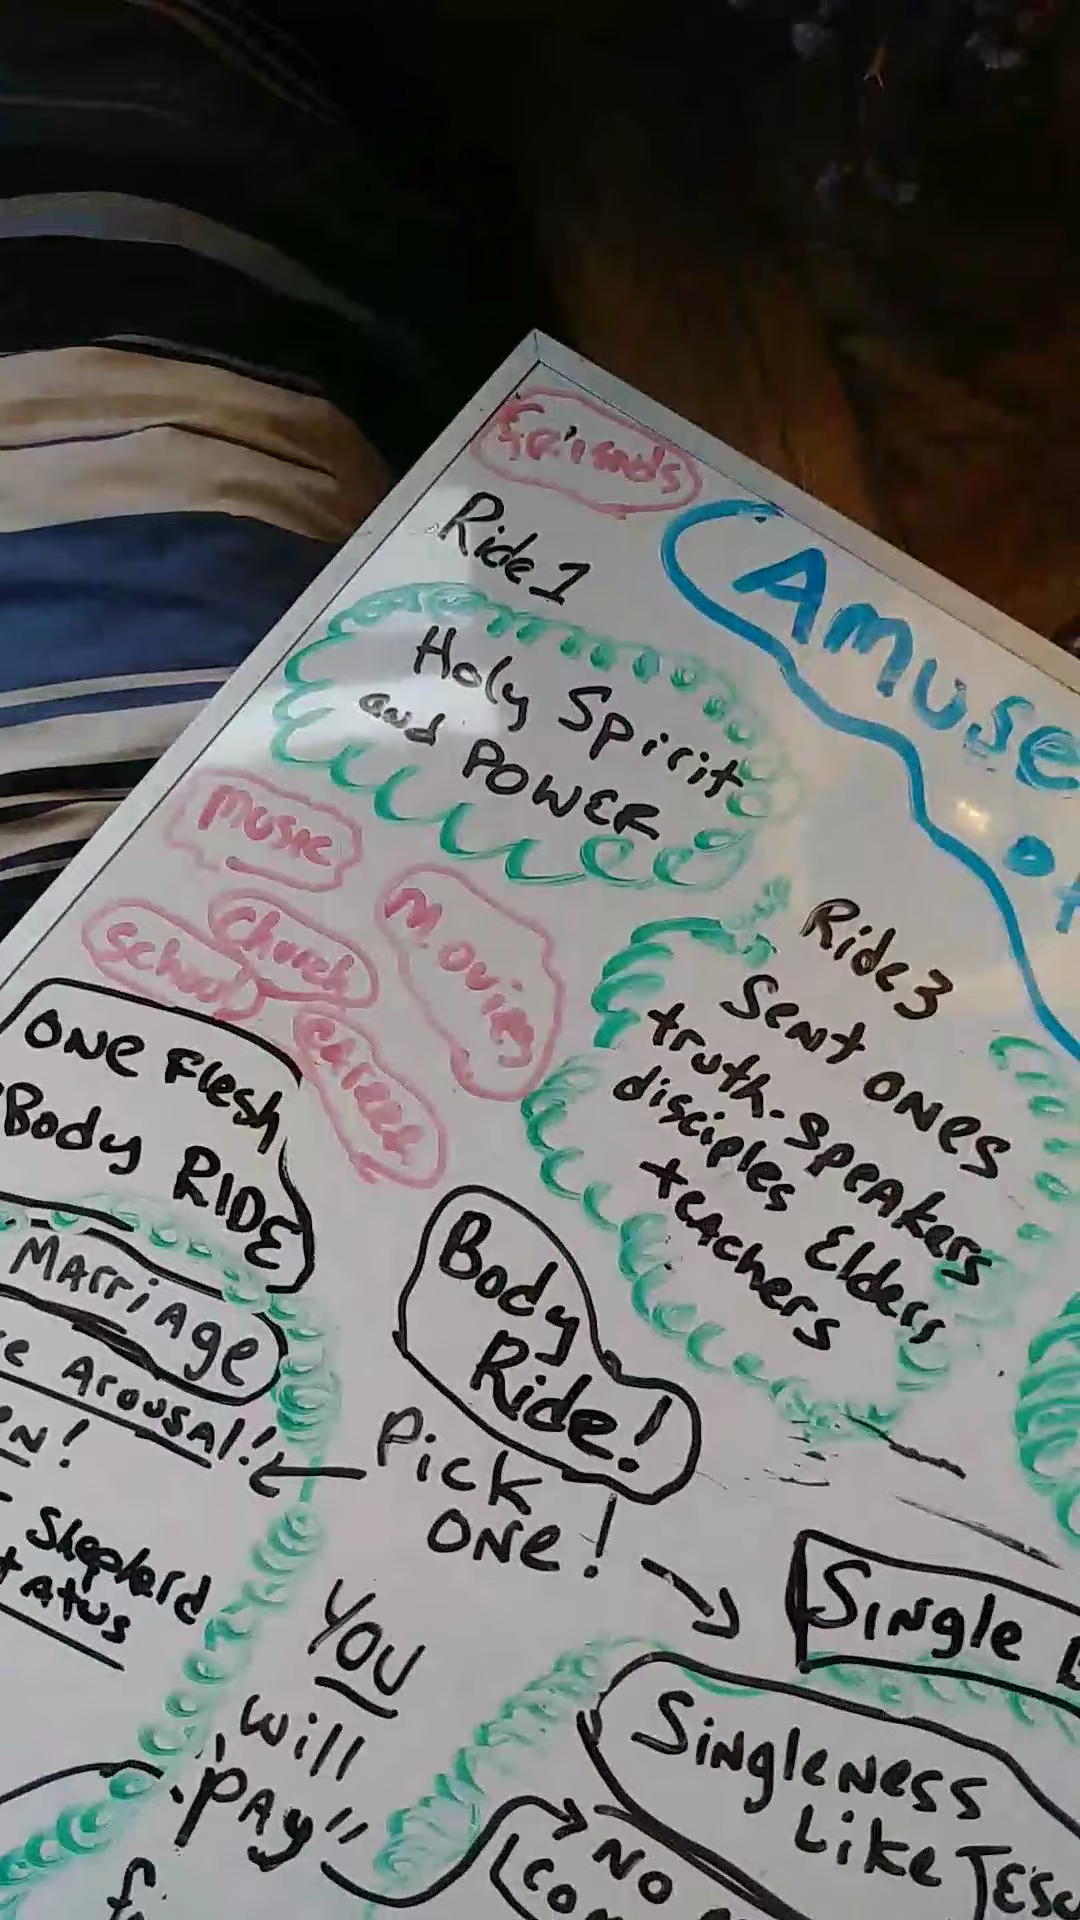 friends
Ride 1
Holy Spirit
and POWER
Amuse
music
Church
School
Movies
Career
Ride 3
Sent ONES
truth-speakers
disciples Elders
teachers
ONE Flesh
Body RIDE
Marriage
Arousal!
Shepherd
Body
Ride!
Pick
ONE!
Single
Singleness
Like
YOU
will
"PAY"
NO